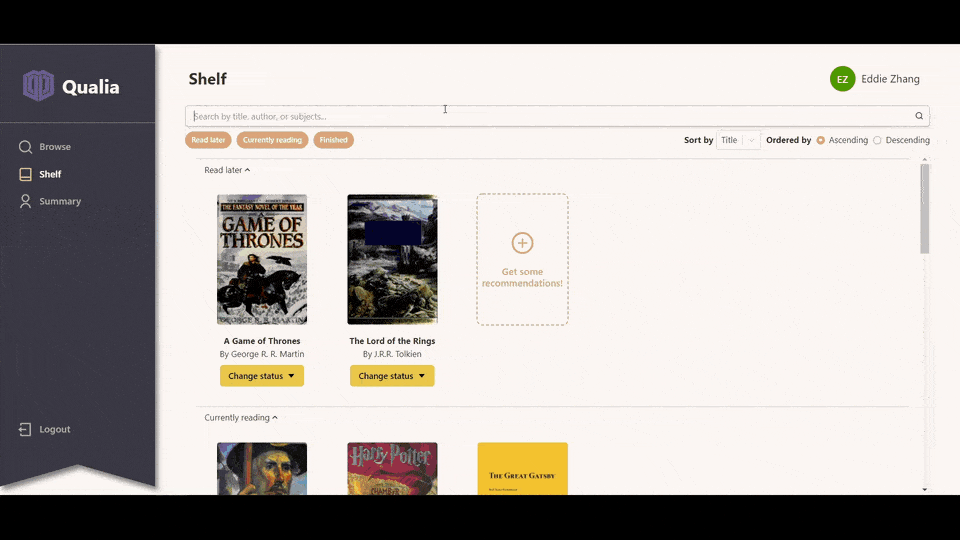 Qualia
Shelf
EZ
Eddie Zhang
Search by title, author, or subjects...
Browse
Shelf
Summary
Logout
Read later
Currently reading
Finished
Sort by
Title
Ordered by
Ascending
Descending
Read later
THE FANTASY NOVEL OF THE YEAR
A
GAME OF
THRONES
GEORGE R. R. MARTIN
Get some
recommendations!
A Game of Thrones
By George R. R. Martin
Change status
The Lord of the Rings
By J.R.R. Tolkien
Change status
Currently reading
Harry Potter
CHAMBER
THE GREAT GATSBY